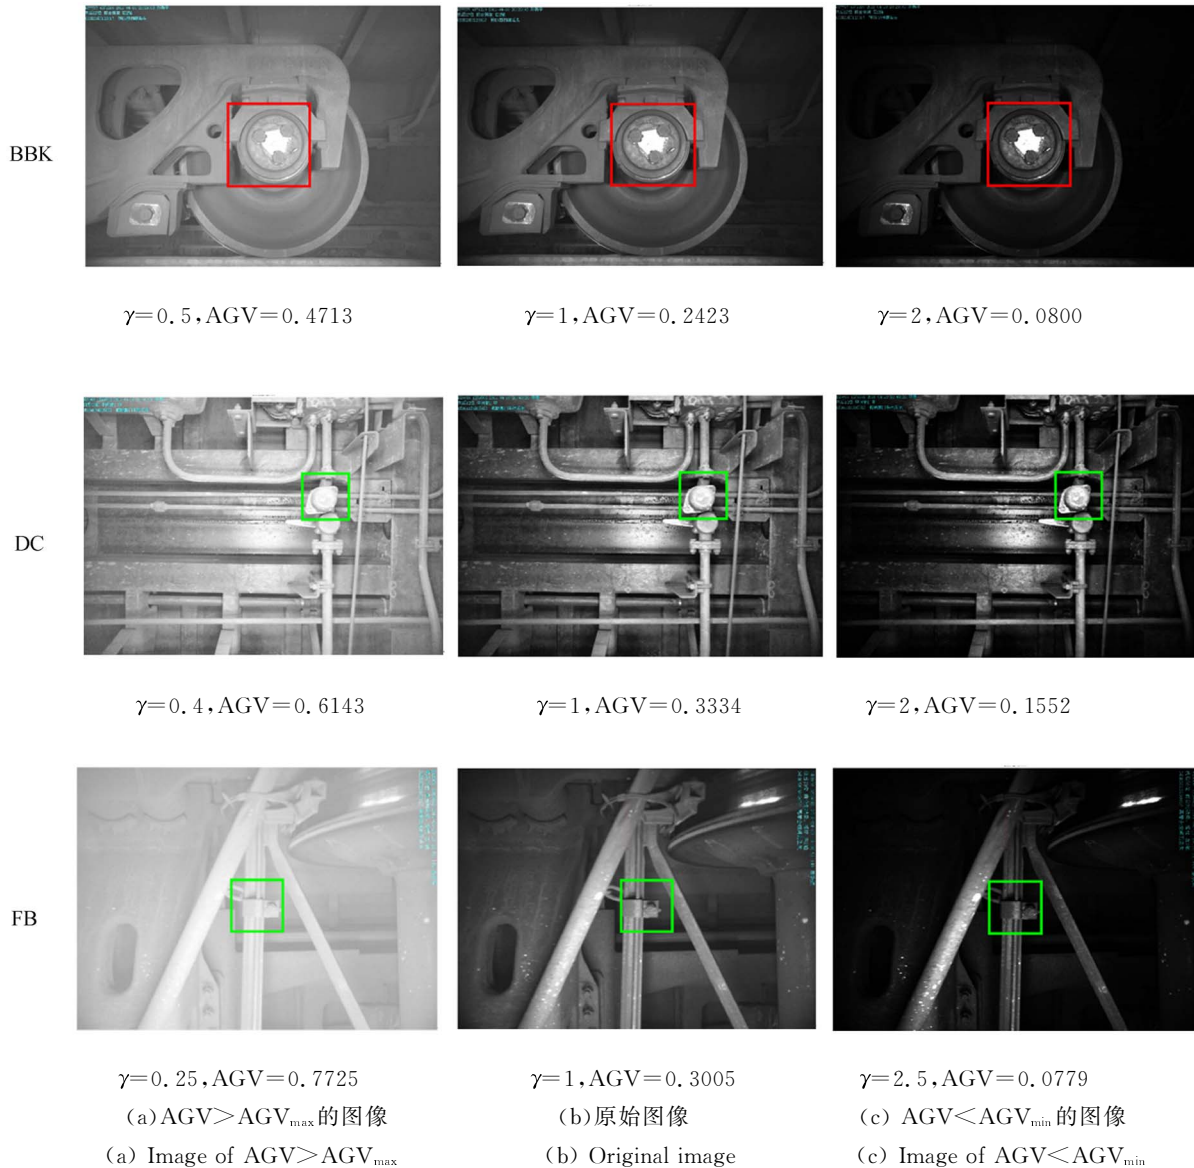 BBK
γ=0.5,AGV=0.4713
γ=1,AGV=0.2423
γ=2,AGV=0.0800
DC
γ=0.4,AGV=0.6143
γ=1,AGV=0.3334
γ=2,AGV=0.1552
FB
γ=0.25,AGV=0.7725
γ=1,AGV=0.3005
γ=2.5,AGV=0.0779
(a)AGV>AGVmax的图像
(b)原始图像
(c) AGV<AGVmin的图像
(a) Image of AGV>AGVmax
(b) Original image
(c) Image of AGV<AGVmin